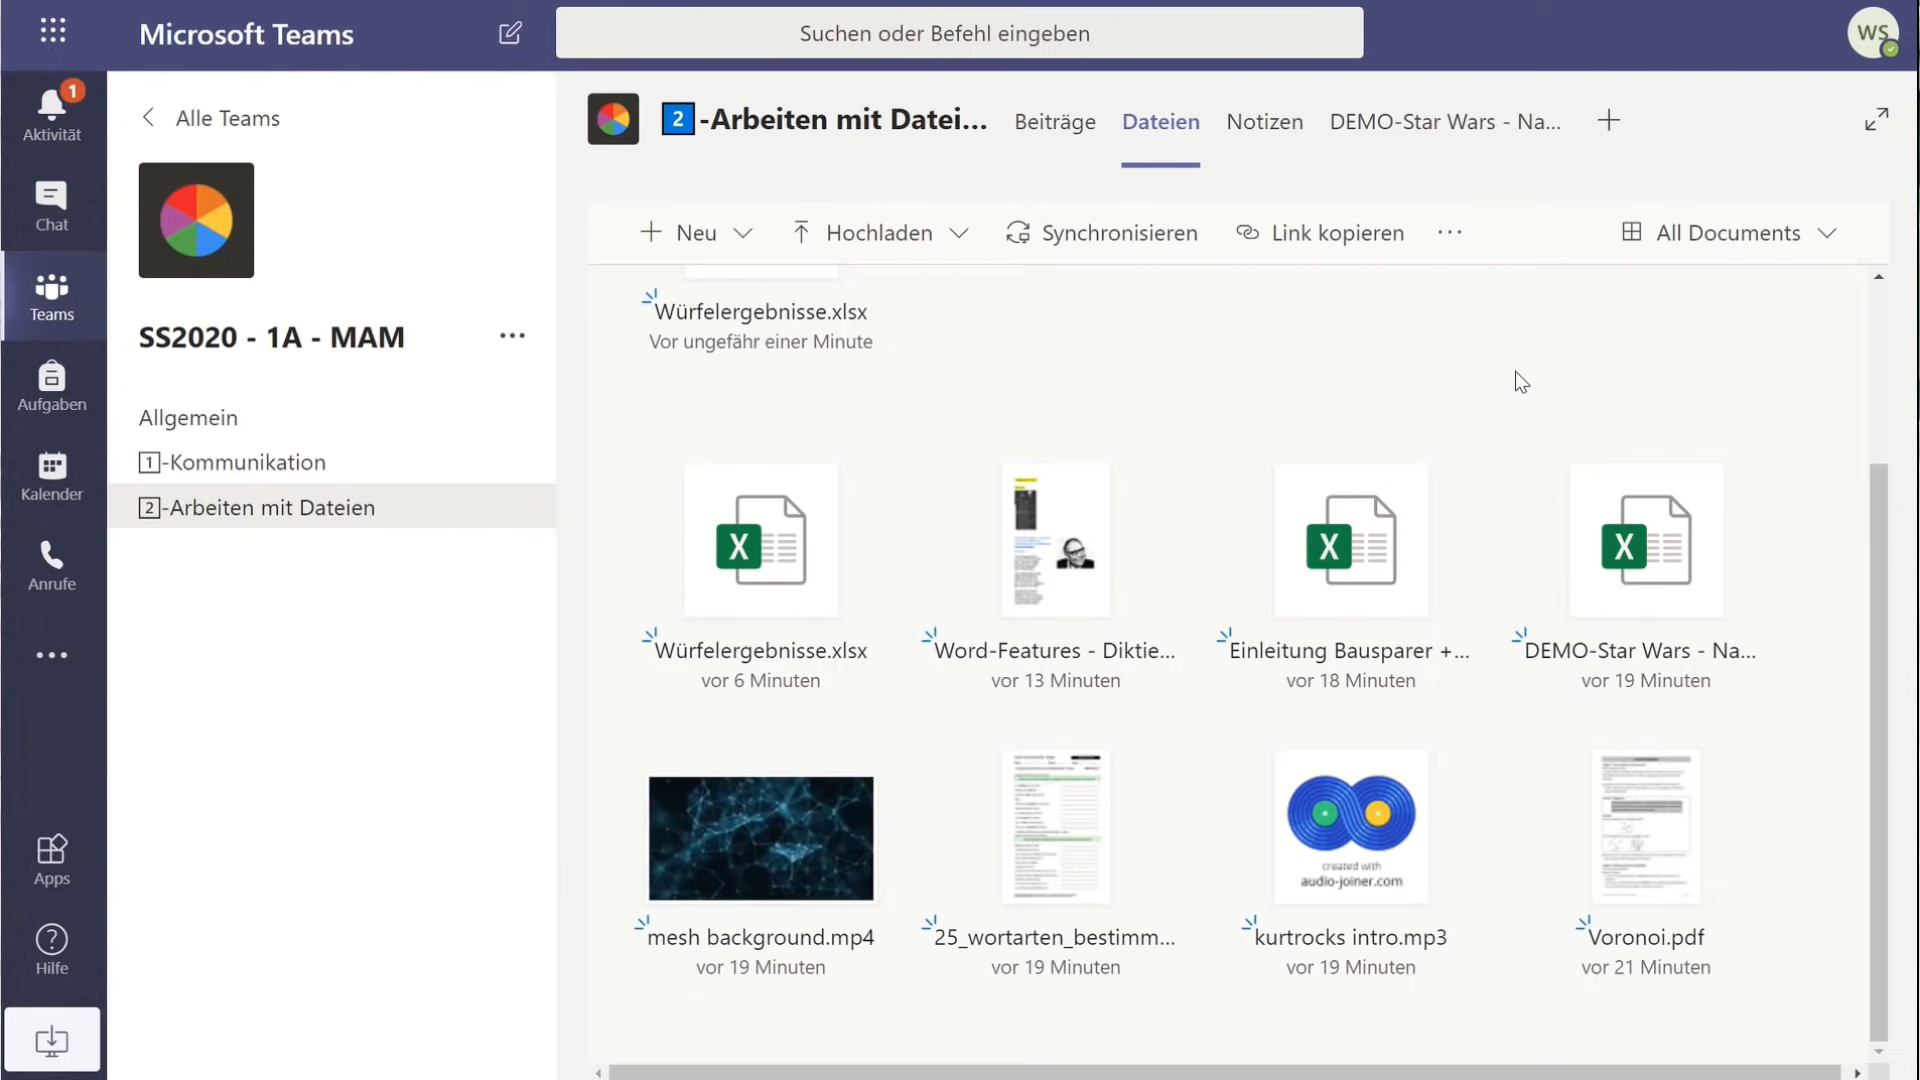 Microsoft Teams
Suchen oder Befehl eingeben
WS
1
Aktivität
Chat
Teams
Aufgaben
Kalender
Anrufe
Apps
Hilfe
Alle Teams
SS2020 - 1A - MAM
Allgemein
1-Kommunikation
2-Arbeiten mit Dateien
2-Arbeiten mit Datei...
Beiträge
Dateien
Notizen
DEMO-Star Wars - Na...
Neu
Hochladen
Synchronisieren
Link kopieren
All Documents
Würfelergebnisse.xlsx
Vor ungefähr einer Minute
X
X
X
Würfelergebnisse.xlsx
vor 6 Minuten
Word-Features - Diktie...
vor 13 Minuten
Einleitung Bausparer +...
vor 18 Minuten
DEMO-Star Wars - Na...
vor 19 Minuten
created with
audio-joiner.com
mesh background.mp4
vor 19 Minuten
25_wortarten_bestimm...
vor 19 Minuten
kurtrocks intro.mp3
vor 19 Minuten
Voronoi.pdf
vor 21 Minuten